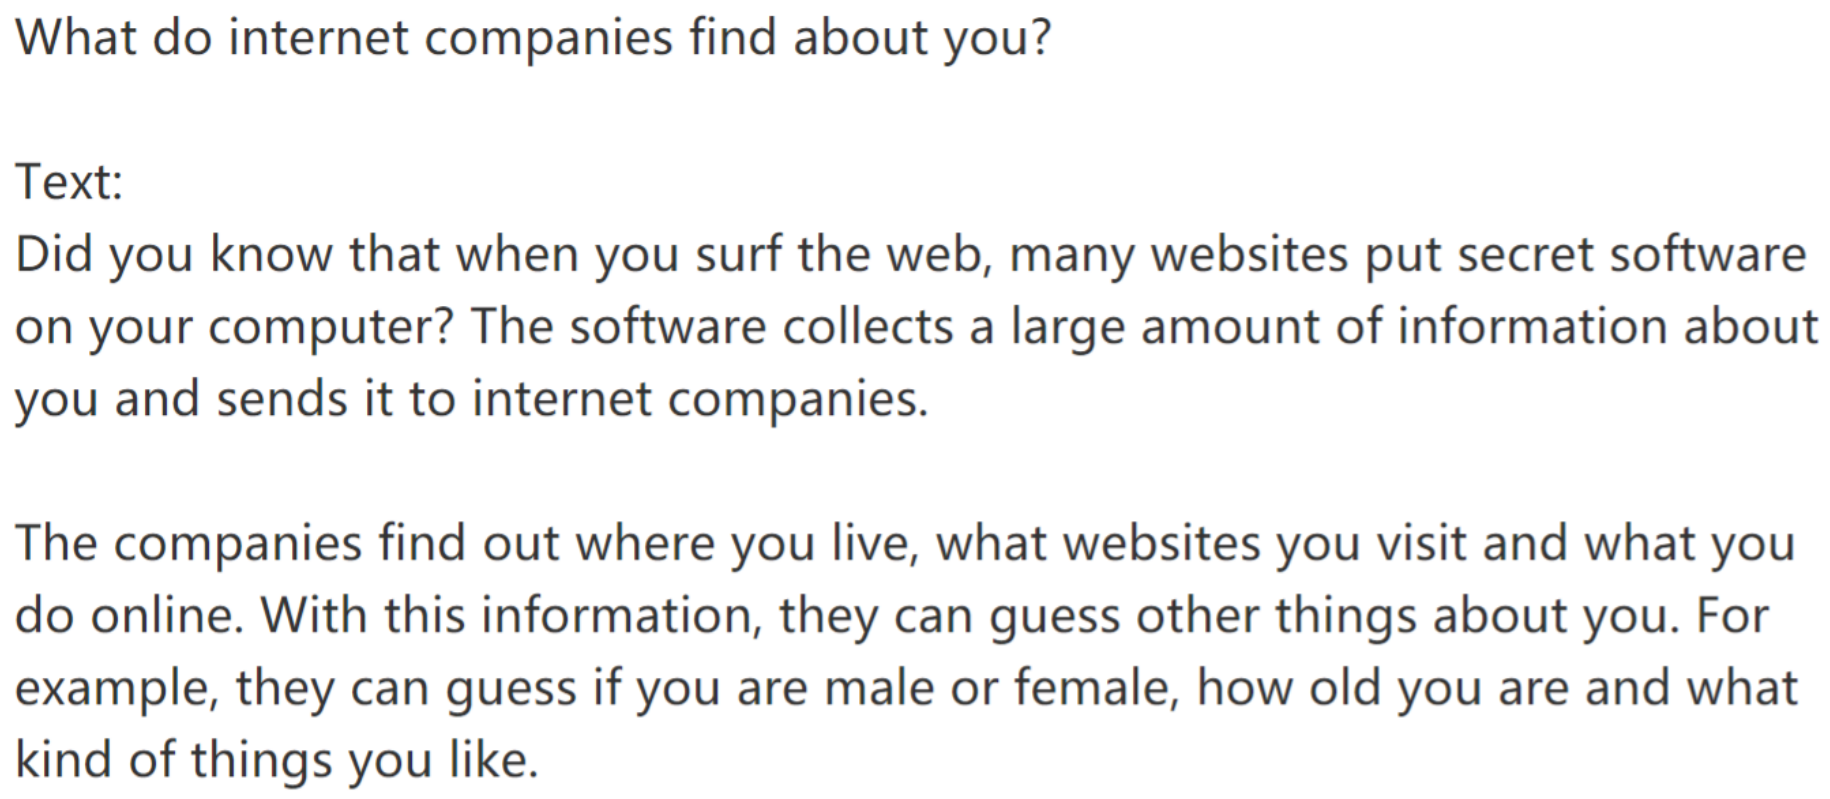 What do internet companies find about you?
Text:
Did you know that when you surf the web, many websites put secret software
on your computer? The software collects a large amount of information about
you and sends it to internet companies.
The companies find out where you live, what websites you visit and what you
do online. With this information, they can guess other things about you. For
example, they can guess if you are male or female, how old you are and what
kind of things you like.